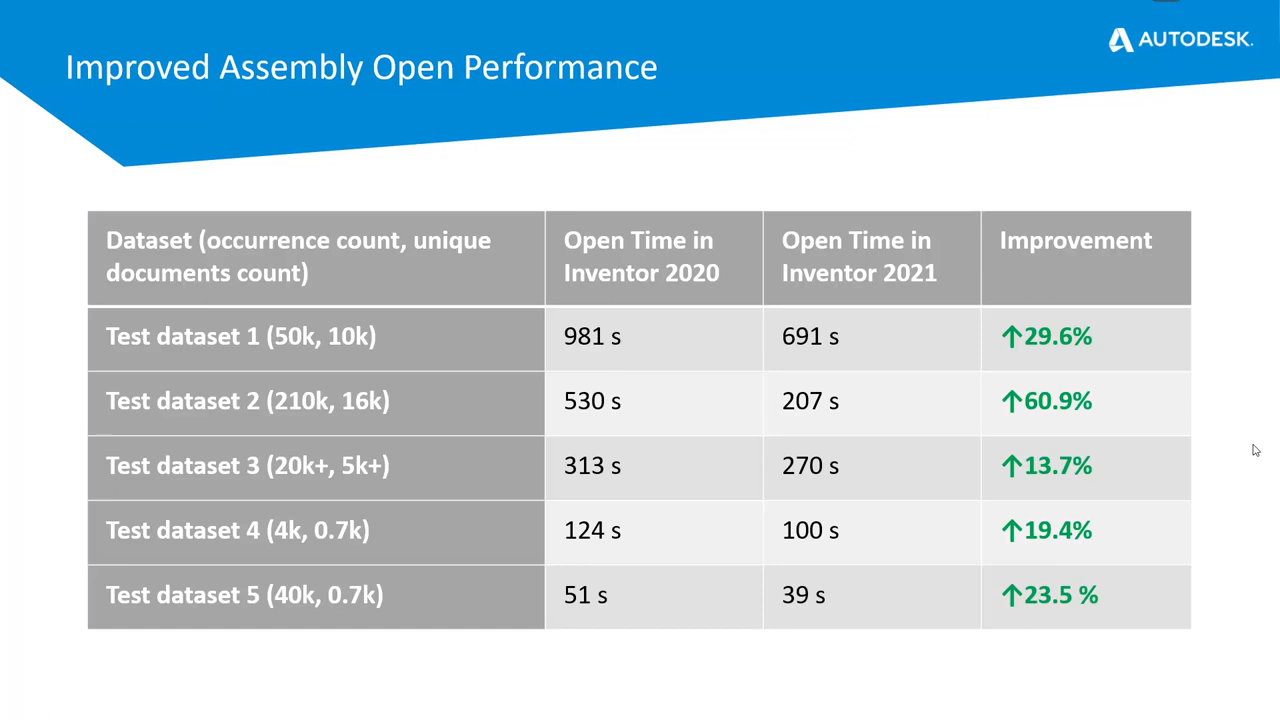 AUTODESK.
Improved Assembly Open Performance
Dataset (occurrence count, unique
documents count)
Open Time in
Inventor 2020
Open Time in
Inventor 2021
Improvement
Test dataset 1 (50k, 10k)
981 s
691 s
↑29.6%
Test dataset 2 (210k, 16k)
530 s
207 s
↑60.9%
Test dataset 3 (20k+, 5k+)
313 s
270 s
↑13.7%
Test dataset 4 (4k, 0.7k)
124 s
100 s
↑19.4%
Test dataset 5 (40k, 0.7k)
51 s
39 s
↑23.5 %